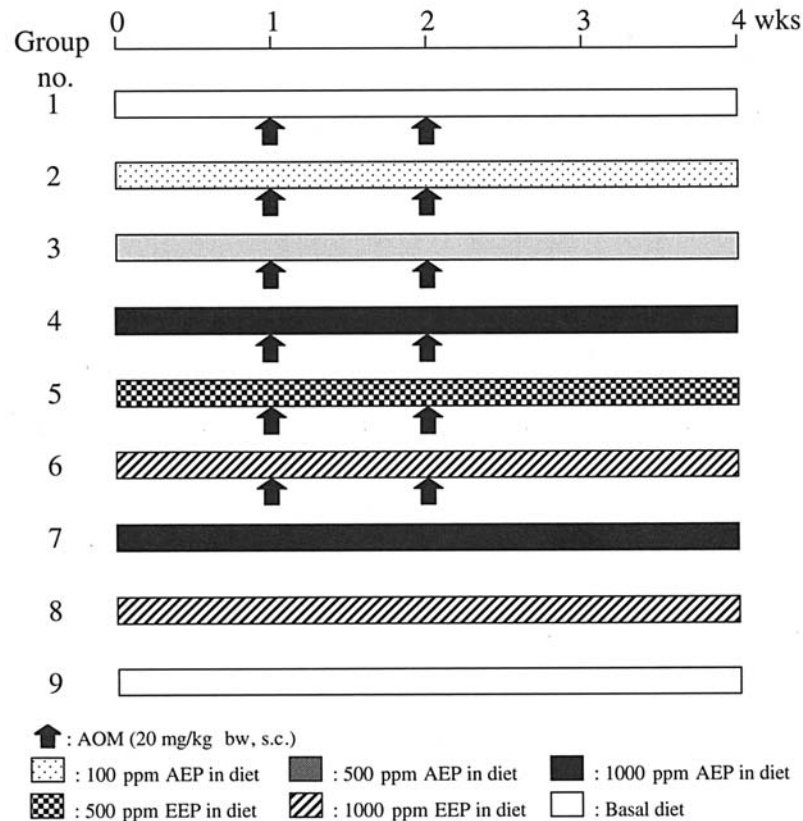 0 1 2 3 4 wks
Group
no.
1
2
3
4
5
6
7
8
9
: AOM (20 mg/kg bw, s.c.)
: 100 ppm AEP in diet : 500 ppm AEP in diet : 1000 ppm AEP in diet
: 500 ppm EEP in diet : 1000 ppm EEP in diet : Basal diet